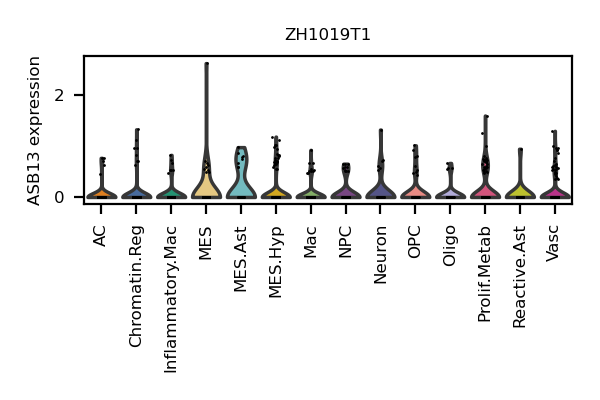 ZH1019T1
ASB13 expression
2
0
AC
Chromatin.Reg
Inflammatory.Mac
MES
MES.Ast
MES.Hyp
Mac
NPC
Neuron
OPC
Oligo
Prolif.Metab
Reactive.Ast
Vasc